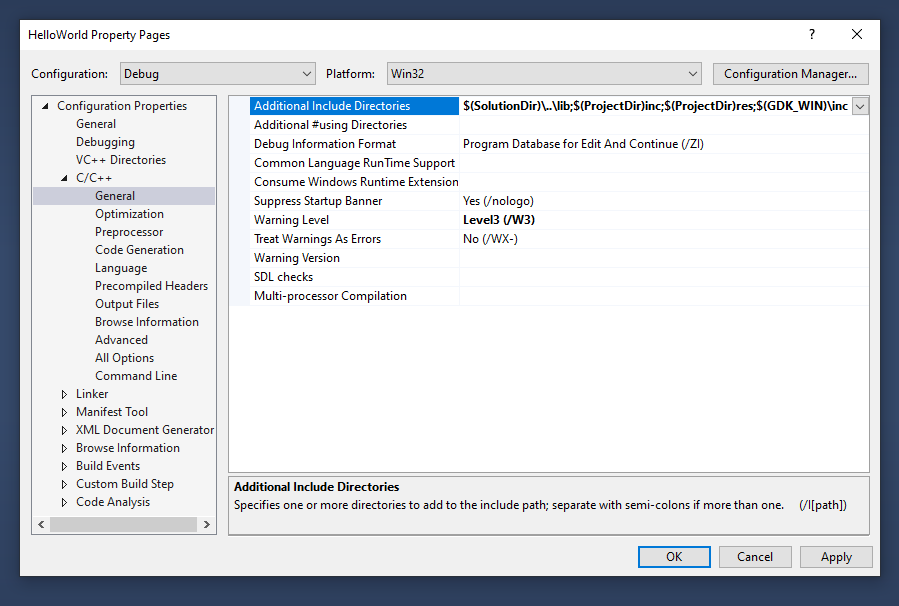 HelloWorld Property Pages
?
Configuration: Debug Platform: Win32 Configuration Manager...
Configuration Properties
General
Debugging
VC++ Directories
C/C++
General
Optimization
Preprocessor
Code Generation
Language
Precompiled Headers
Output Files
Browse Information
Advanced
All Options
Command Line
Linker
Manifest Tool
XML Document Generator
Browse Information
Build Events
Custom Build Step
Code Analysis
Additional Include Directories $(SolutionDir)\..\lib;$(ProjectDir)inc;$(ProjectDir)res;$(GDK_WIN)\inc
Additional #using Directories
Debug Information Format Program Database for Edit And Continue (/ZI)
Common Language RunTime Support
Consume Windows Runtime Extension
Suppress Startup Banner Yes (/nologo)
Warning Level Level3 (/W3)
Treat Warnings As Errors No (/WX-)
Warning Version
SDL checks
Multi-processor Compilation
Additional Include Directories
Specifies one or more directories to add to the include path; separate with semi-colons if more than one. (/I[path])
OK Cancel Apply